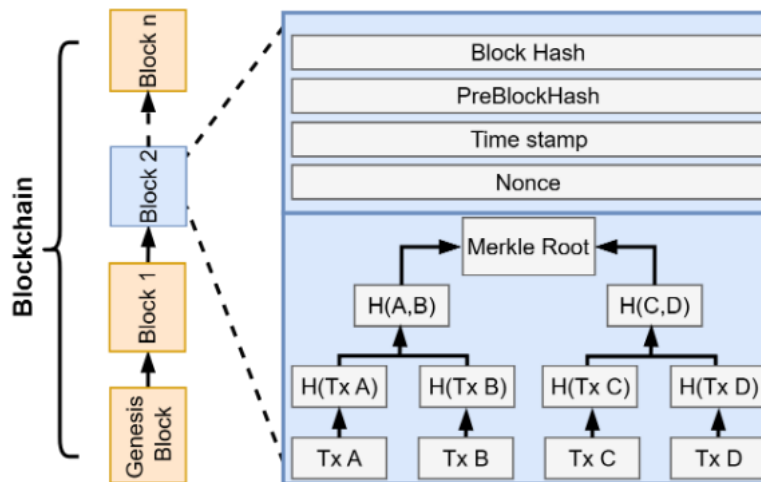 Blockchain
Block n
Block 2
Block 1
Genesis
Block
Block Hash
PreBlockHash
Time stamp
Nonce
Merkle Root
H(A,B)
H(C,D)
H(Tx A)
H(Tx B)
H(Tx C)
H(Tx D)
Tx A
Tx B
Tx C
Tx D